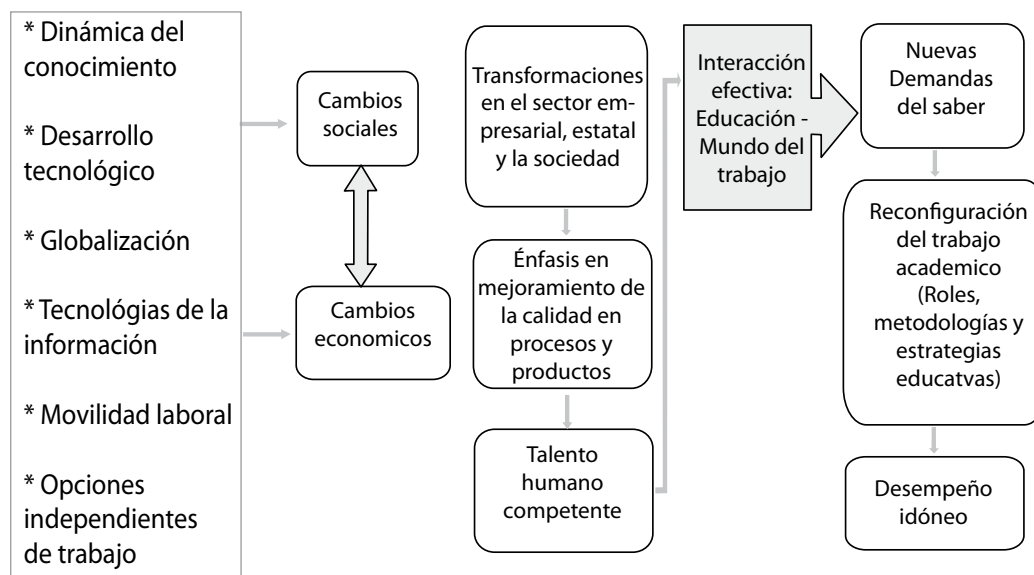 * Dinámica del
conocimiento
* Desarrollo
tecnológico
* Globalización
* Tecnológias de la
información
* Movilidad laboral
* Opciones
independientes
de trabajo
Cambios
sociales
Cambios
economicos
Transformaciones
en el sector em-
presarial, estatal
y la sociedad
Énfasis en
mejoramiento de
la calidad en
procesos y
productos
Talento
humano
competente
Interacción
efectiva:
Educación -
Mundo del
trabajo
Nuevas
Demandas
del saber
Reconfiguración
del trabajo
academico
(Roles,
metodologías y
estrategias
educatvas)
Desempeño
idóneo